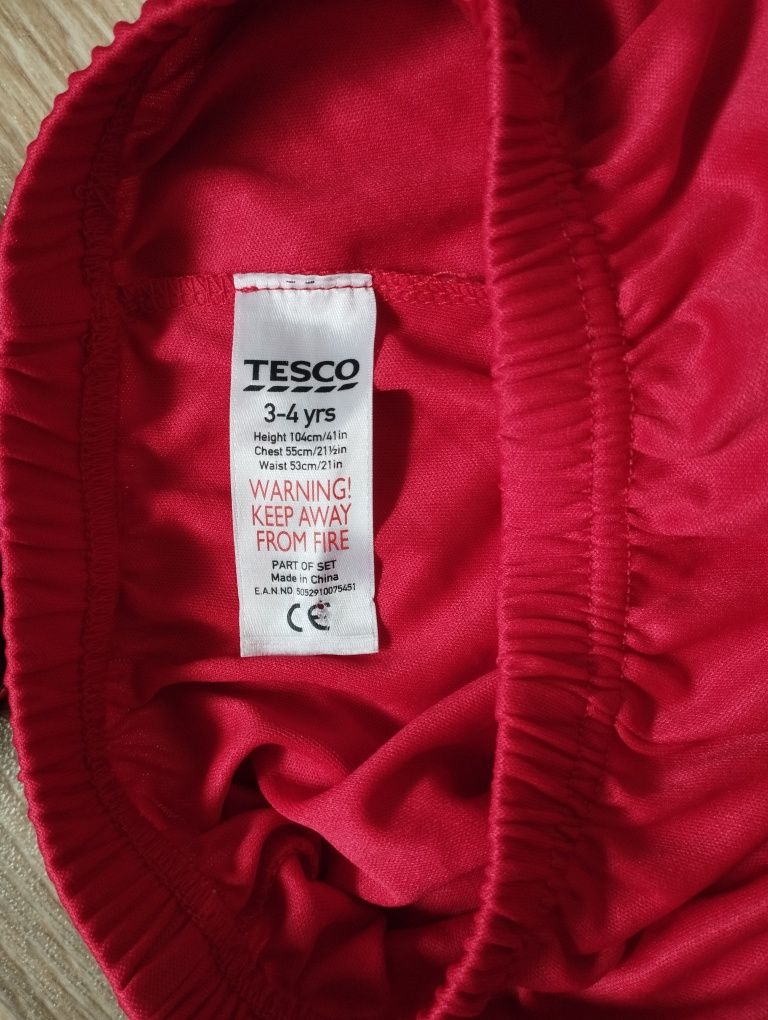 TESCO
3-4 yrs
Height 104cm/41in
Chest 55cm/21½in
Waist 53cm/21in
WARNING!
KEEP AWAY
FROM FIRE
PART OF SET
Made in China
E.A.N.NO. 5052910075451
CE